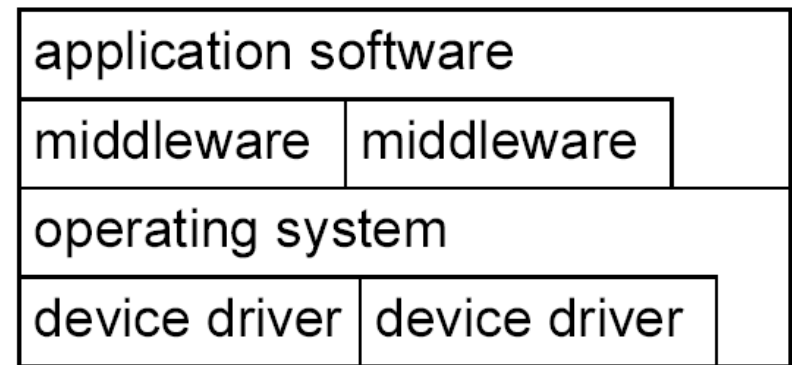 application software
middleware middleware
operating system
device driver device driver